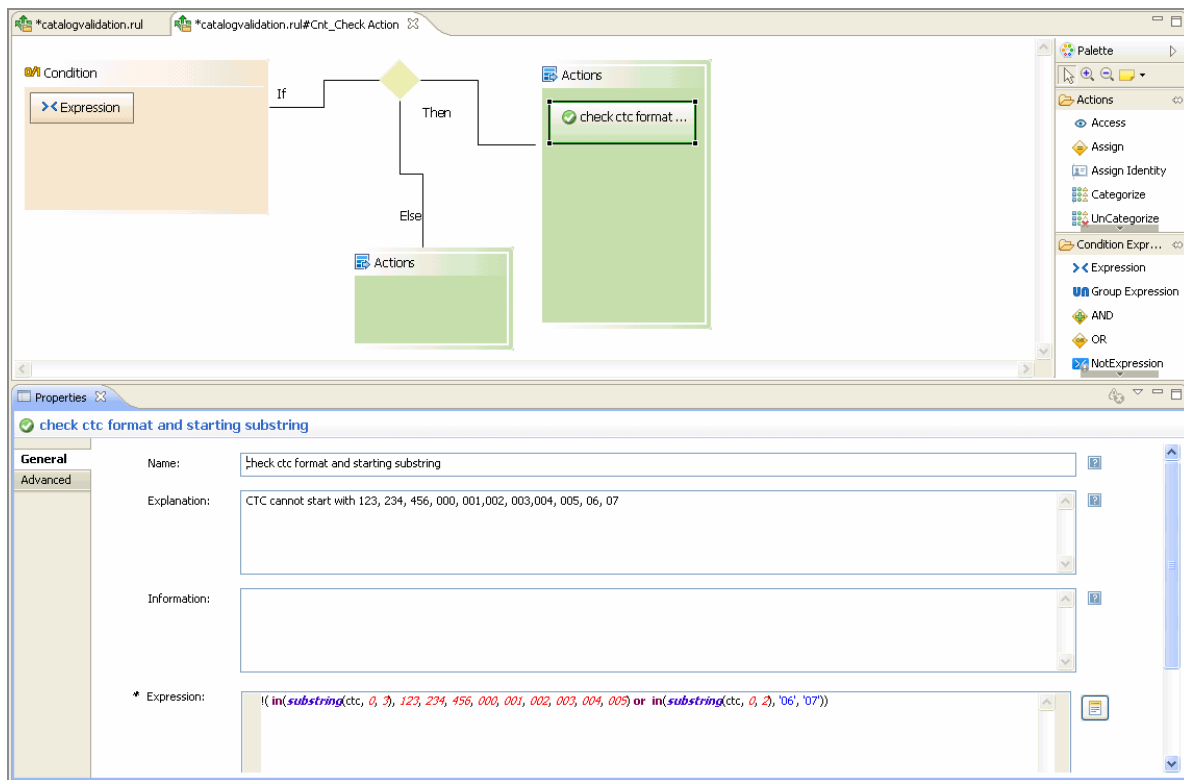 *catalogvalidation.rul
*catalogvalidation.rul#Cnt_Check Action
Condition
Expression
If
Then
Else
Actions
check ctc format ...
Actions
Palette
Actions
Access
Assign
Assign Identity
Categorize
UnCategorize
Condition Expr...
Expression
Group Expression
AND
OR
NotExpression
Properties
check ctc format and starting substring
General
Advanced
Name:
check ctc format and starting substring
Explanation:
CTC cannot start with 123, 234, 456, 000, 001,002, 003,004, 005, 06, 07
Information:
* Expression:
!( in(substring(ctc, 0, 3), 123, 234, 456, 000, 001, 002, 003, 004, 005) or in(substring(ctc, 0, 2), '06', '07'))